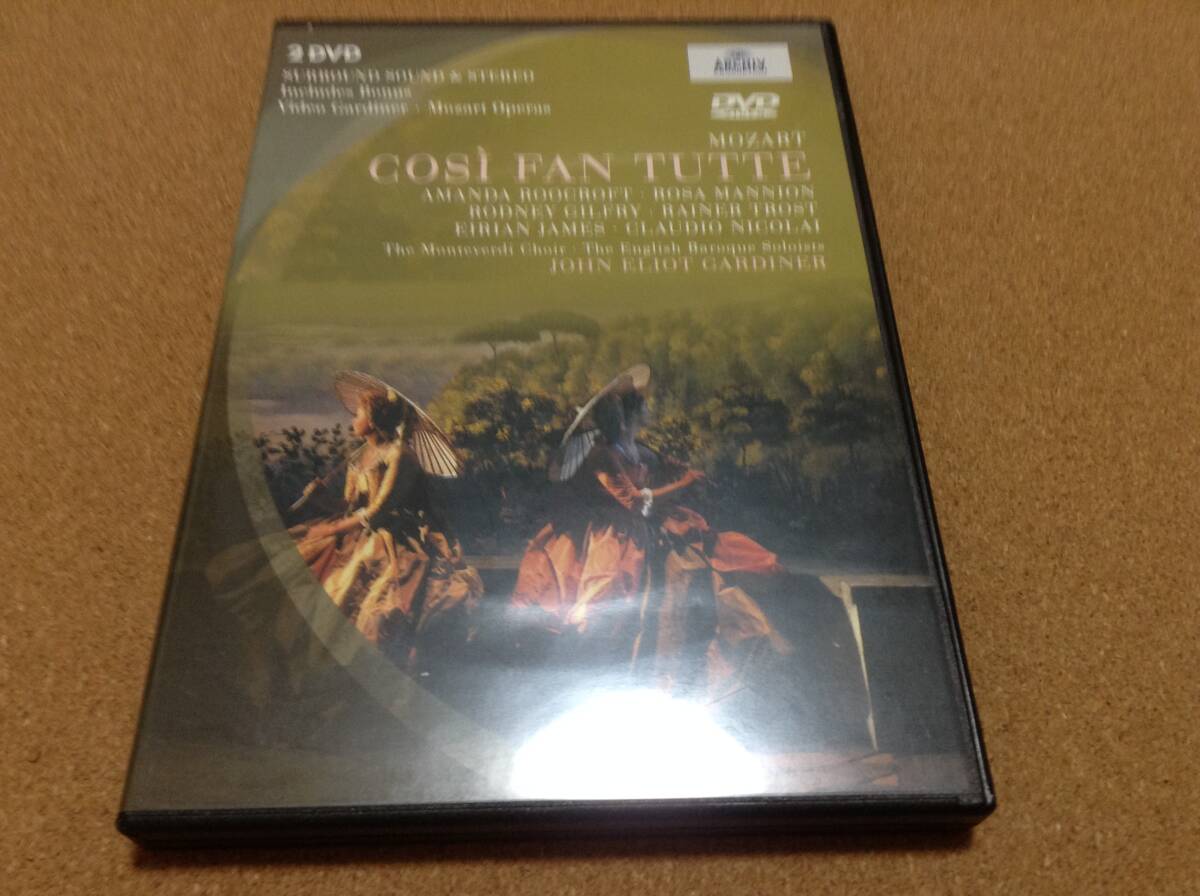 2 DVD
SURROUND SOUND & STEREO
Includes Bonus
Video Gardiner · Mozart Operas
ARCHIV
PRODUKTION
DVD
VIDEO
MOZART
COSÌ FAN TUTTE
AMANDA ROOCROFT · ROSA MANNION
RODNEY GILFRY · RAINER TROST
EIRIAN JAMES · CLAUDIO NICOLAI
The Monteverdi Choir · The English Baroque Soloists
JOHN ELIOT GARDINER